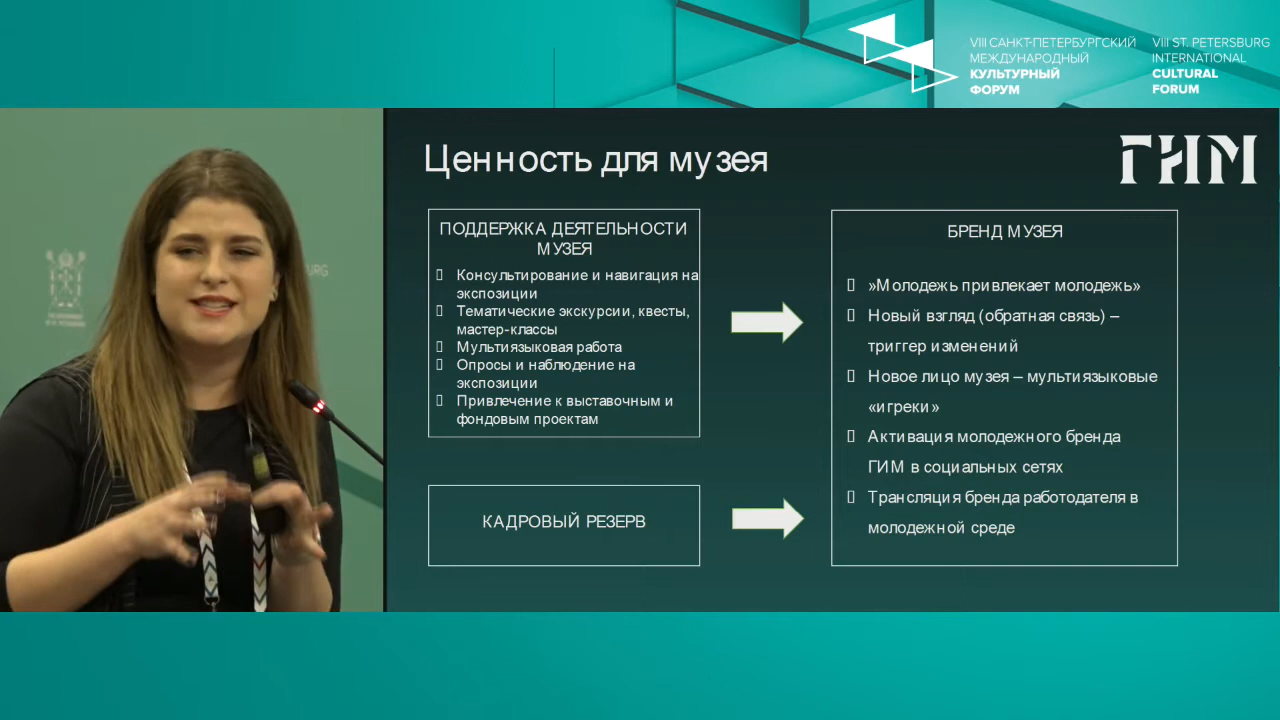 VIII САНКТ-ПЕТЕРБУРГСКИЙ
МЕЖДУНАРОДНЫЙ
КУЛЬТУРНЫЙ
ФОРУМ
VIII ST. PETERSBURG
INTERNATIONAL
CULTURAL
FORUM
Ценность для музея
ГИМ
ПОДДЕРЖКА ДЕЯТЕЛЬНОСТИ
МУЗЕЯ
Консультирование и навигация на
экспозиции
Тематические экскурсии, квесты,
мастер-классы
Мультиязыковая работа
Опросы и наблюдение на
экспозиции
Привлечение к выставочным и
фондовым проектам
КАДРОВЫЙ РЕЗЕРВ
БРЕНД МУЗЕЯ
»Молодежь привлекает молодежь»
Новый взгляд (обратная связь) –
триггер изменений
Новое лицо музея – мультиязыковые
«игреки»
Активация молодежного бренда
ГИМ в социальных сетях
Трансляция бренда работодателя в
молодежной среде